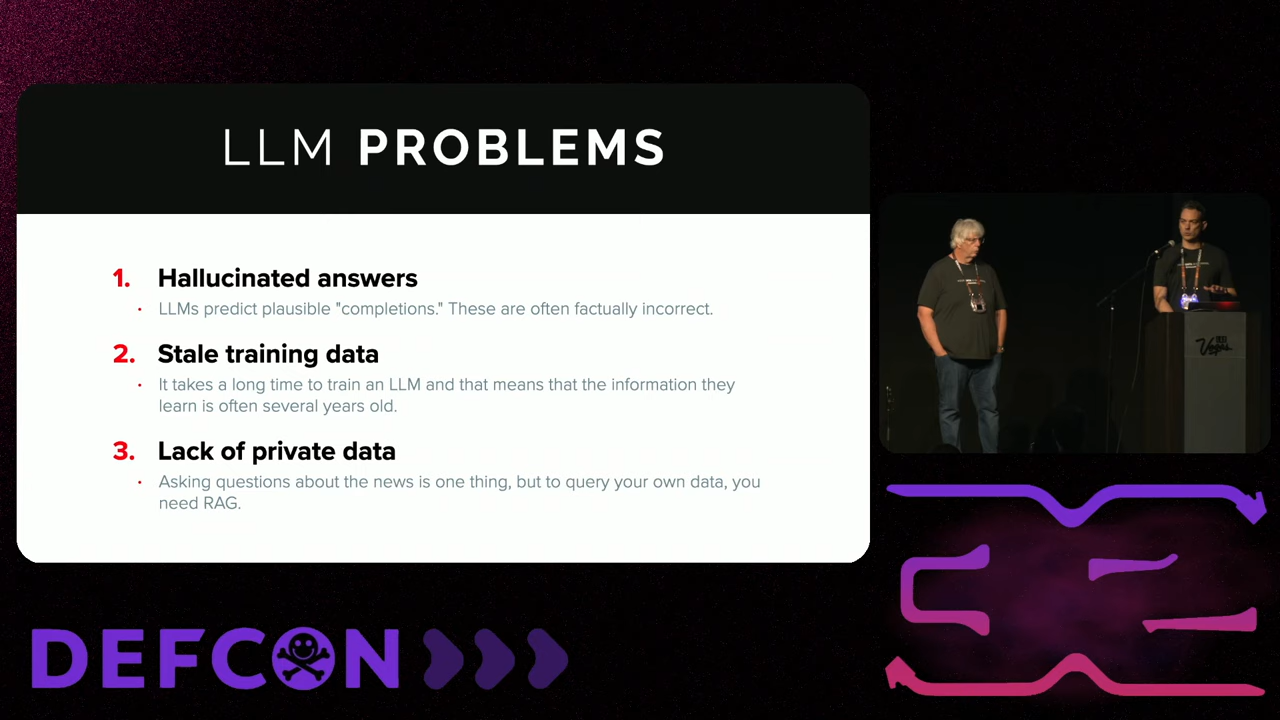 LLM PROBLEMS
1. Hallucinated answers
· LLMs predict plausible "completions." These are often factually incorrect.
2. Stale training data
· It takes a long time to train an LLM and that means that the information they
learn is often several years old.
3. Lack of private data
· Asking questions about the news is one thing, but to query your own data, you
need RAG.
DEFCON
Vegas